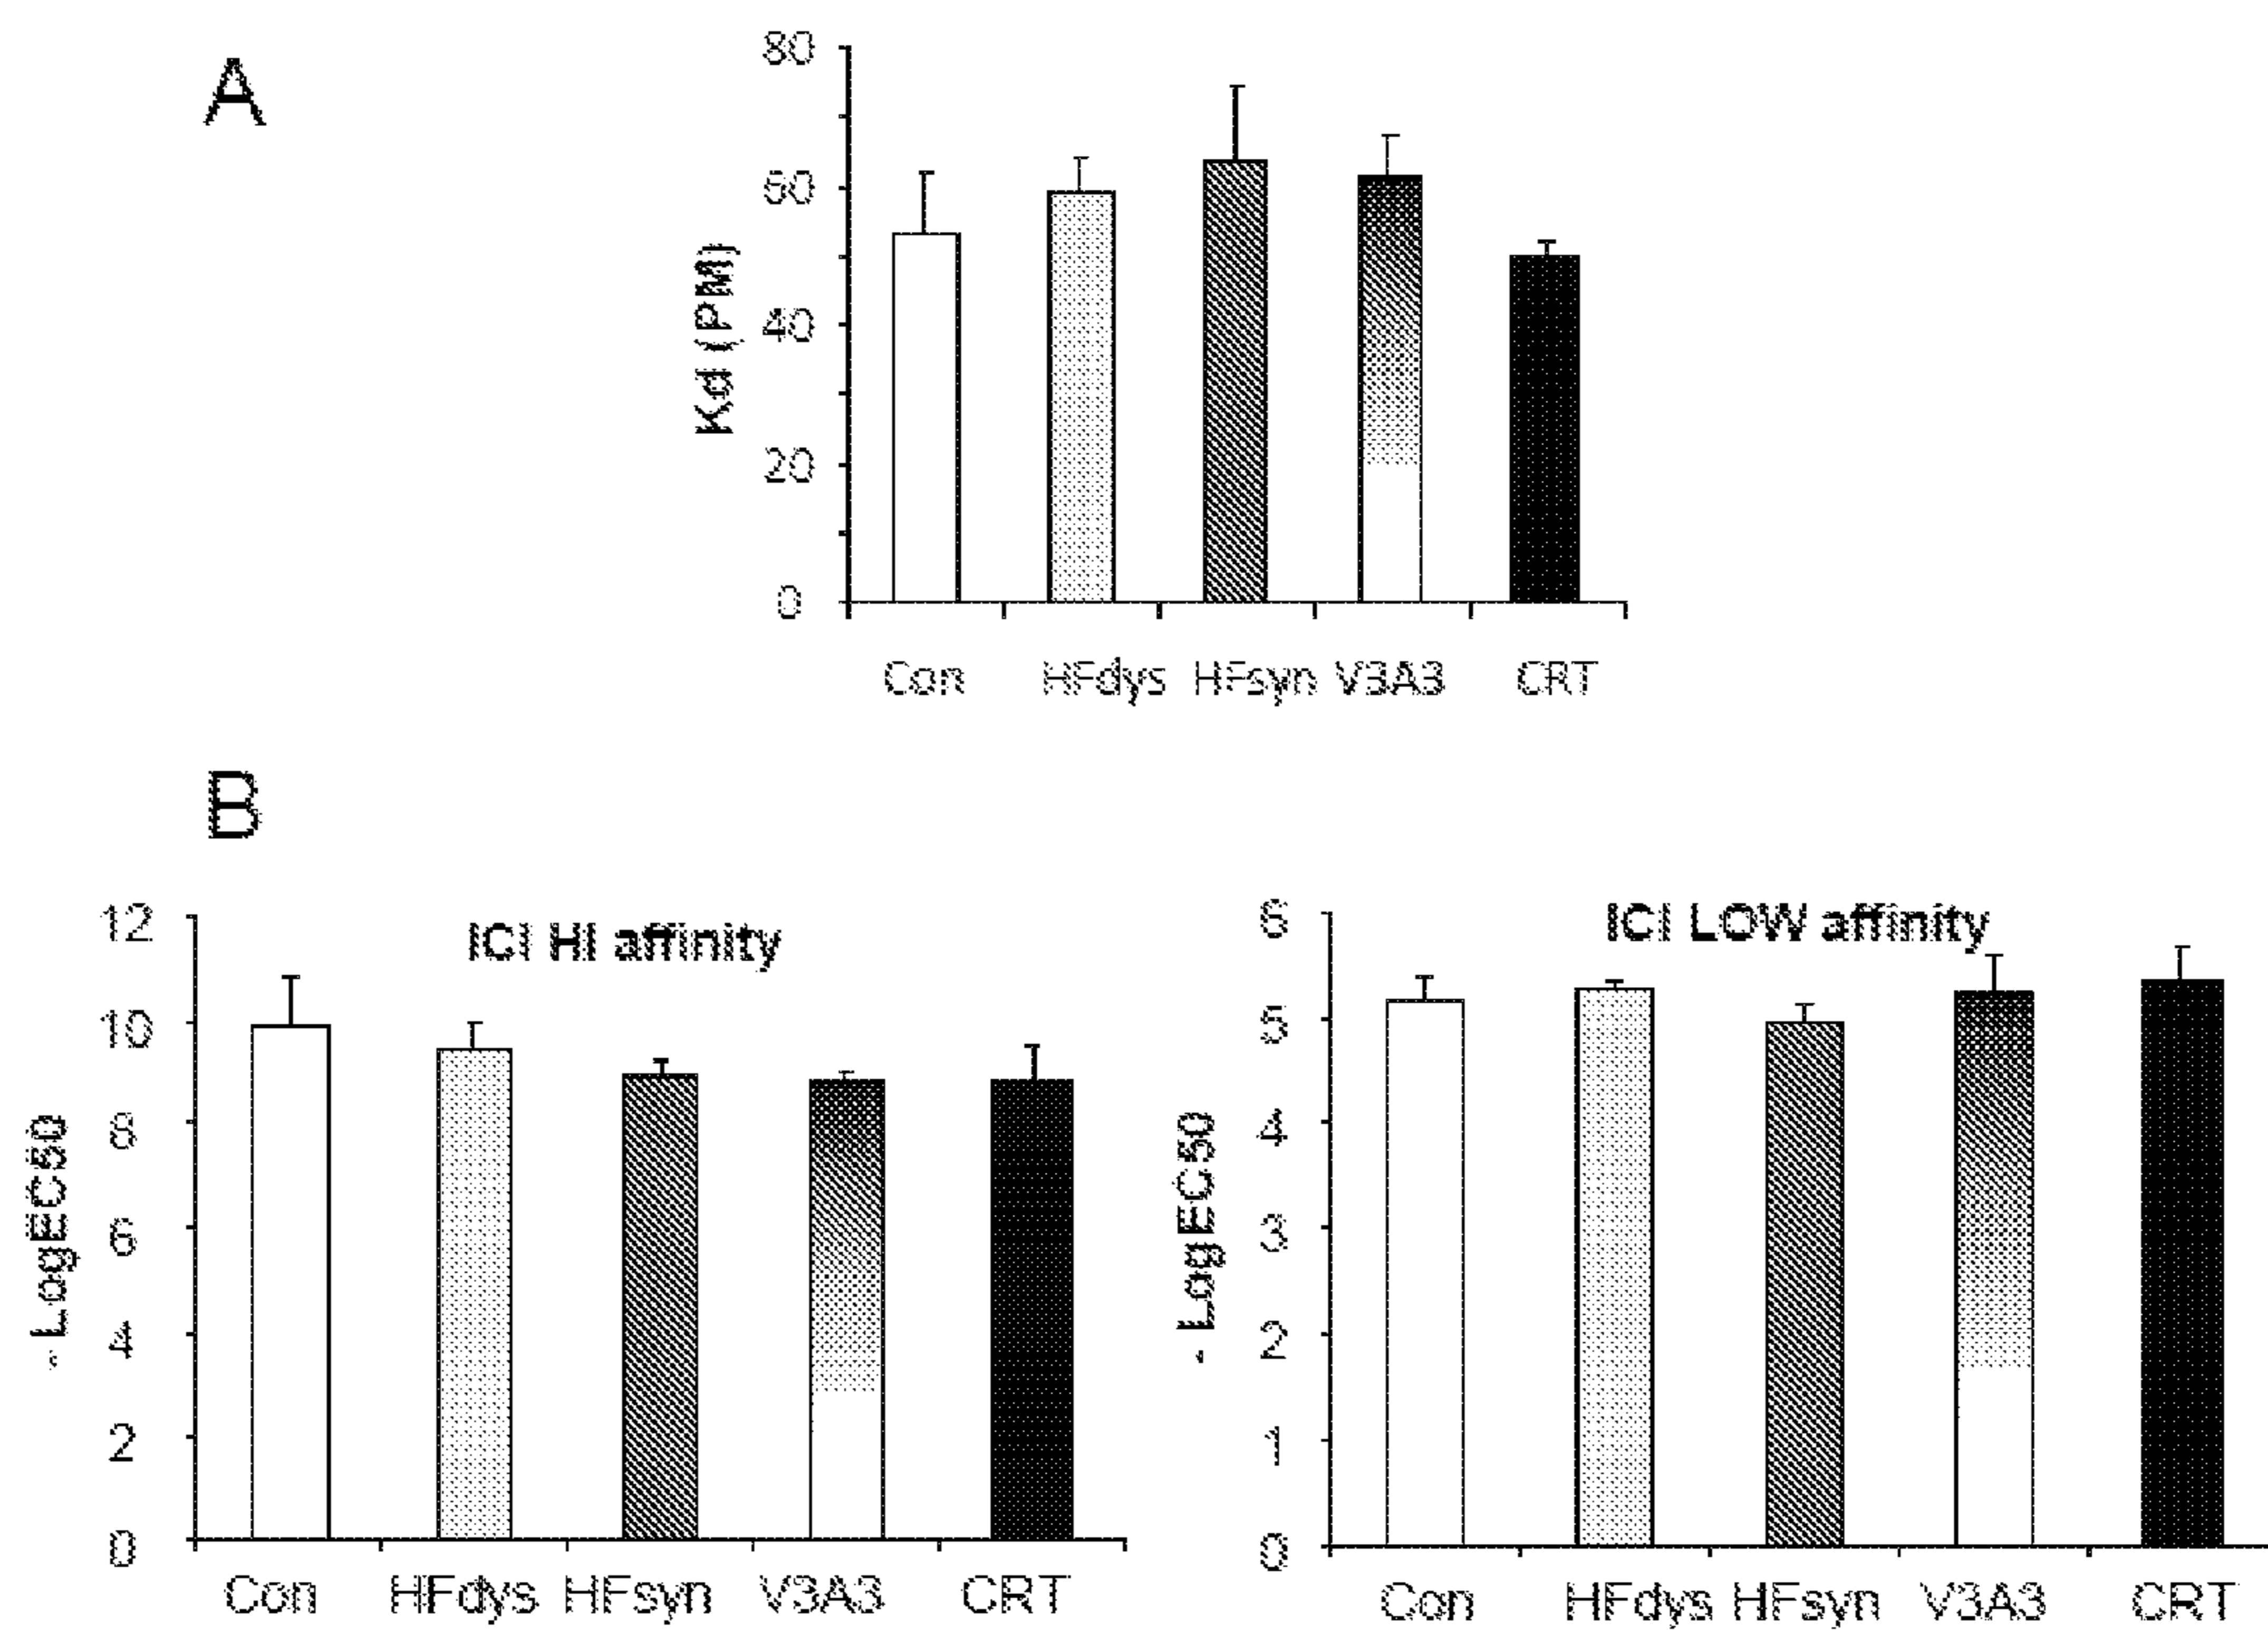 A
80
60
40
20
0
Kd (PM)
Con HFdys HFsyn V3A3 CRT
B
ICI HI affinity
12
10
8
6
4
2
0
- LogEC50
Con HFdys HFsyn V3A3 CRT
ICI LOW affinity
6
5
4
3
2
1
0
- LogEC50
Con HFdys HFsyn V3A3 CRT